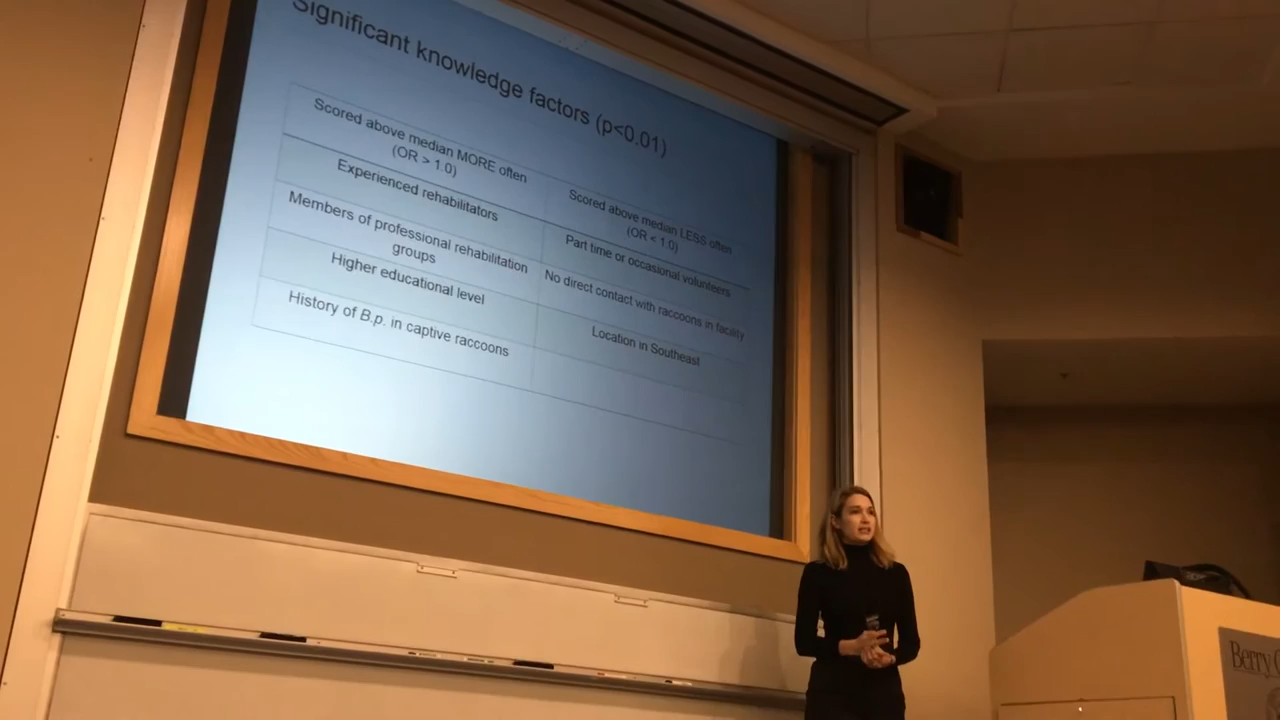 Significant knowledge factors (p<0.01)
Scored above median MORE often
(OR > 1.0)
Scored above median LESS often
(OR < 1.0)
Experienced rehabilitators
Part time or occasional volunteers
Members of professional rehabilitation
groups
No direct contact with raccoons in facility
Higher educational level
Location in Southeast
History of B.p. in captive raccoons
Berry